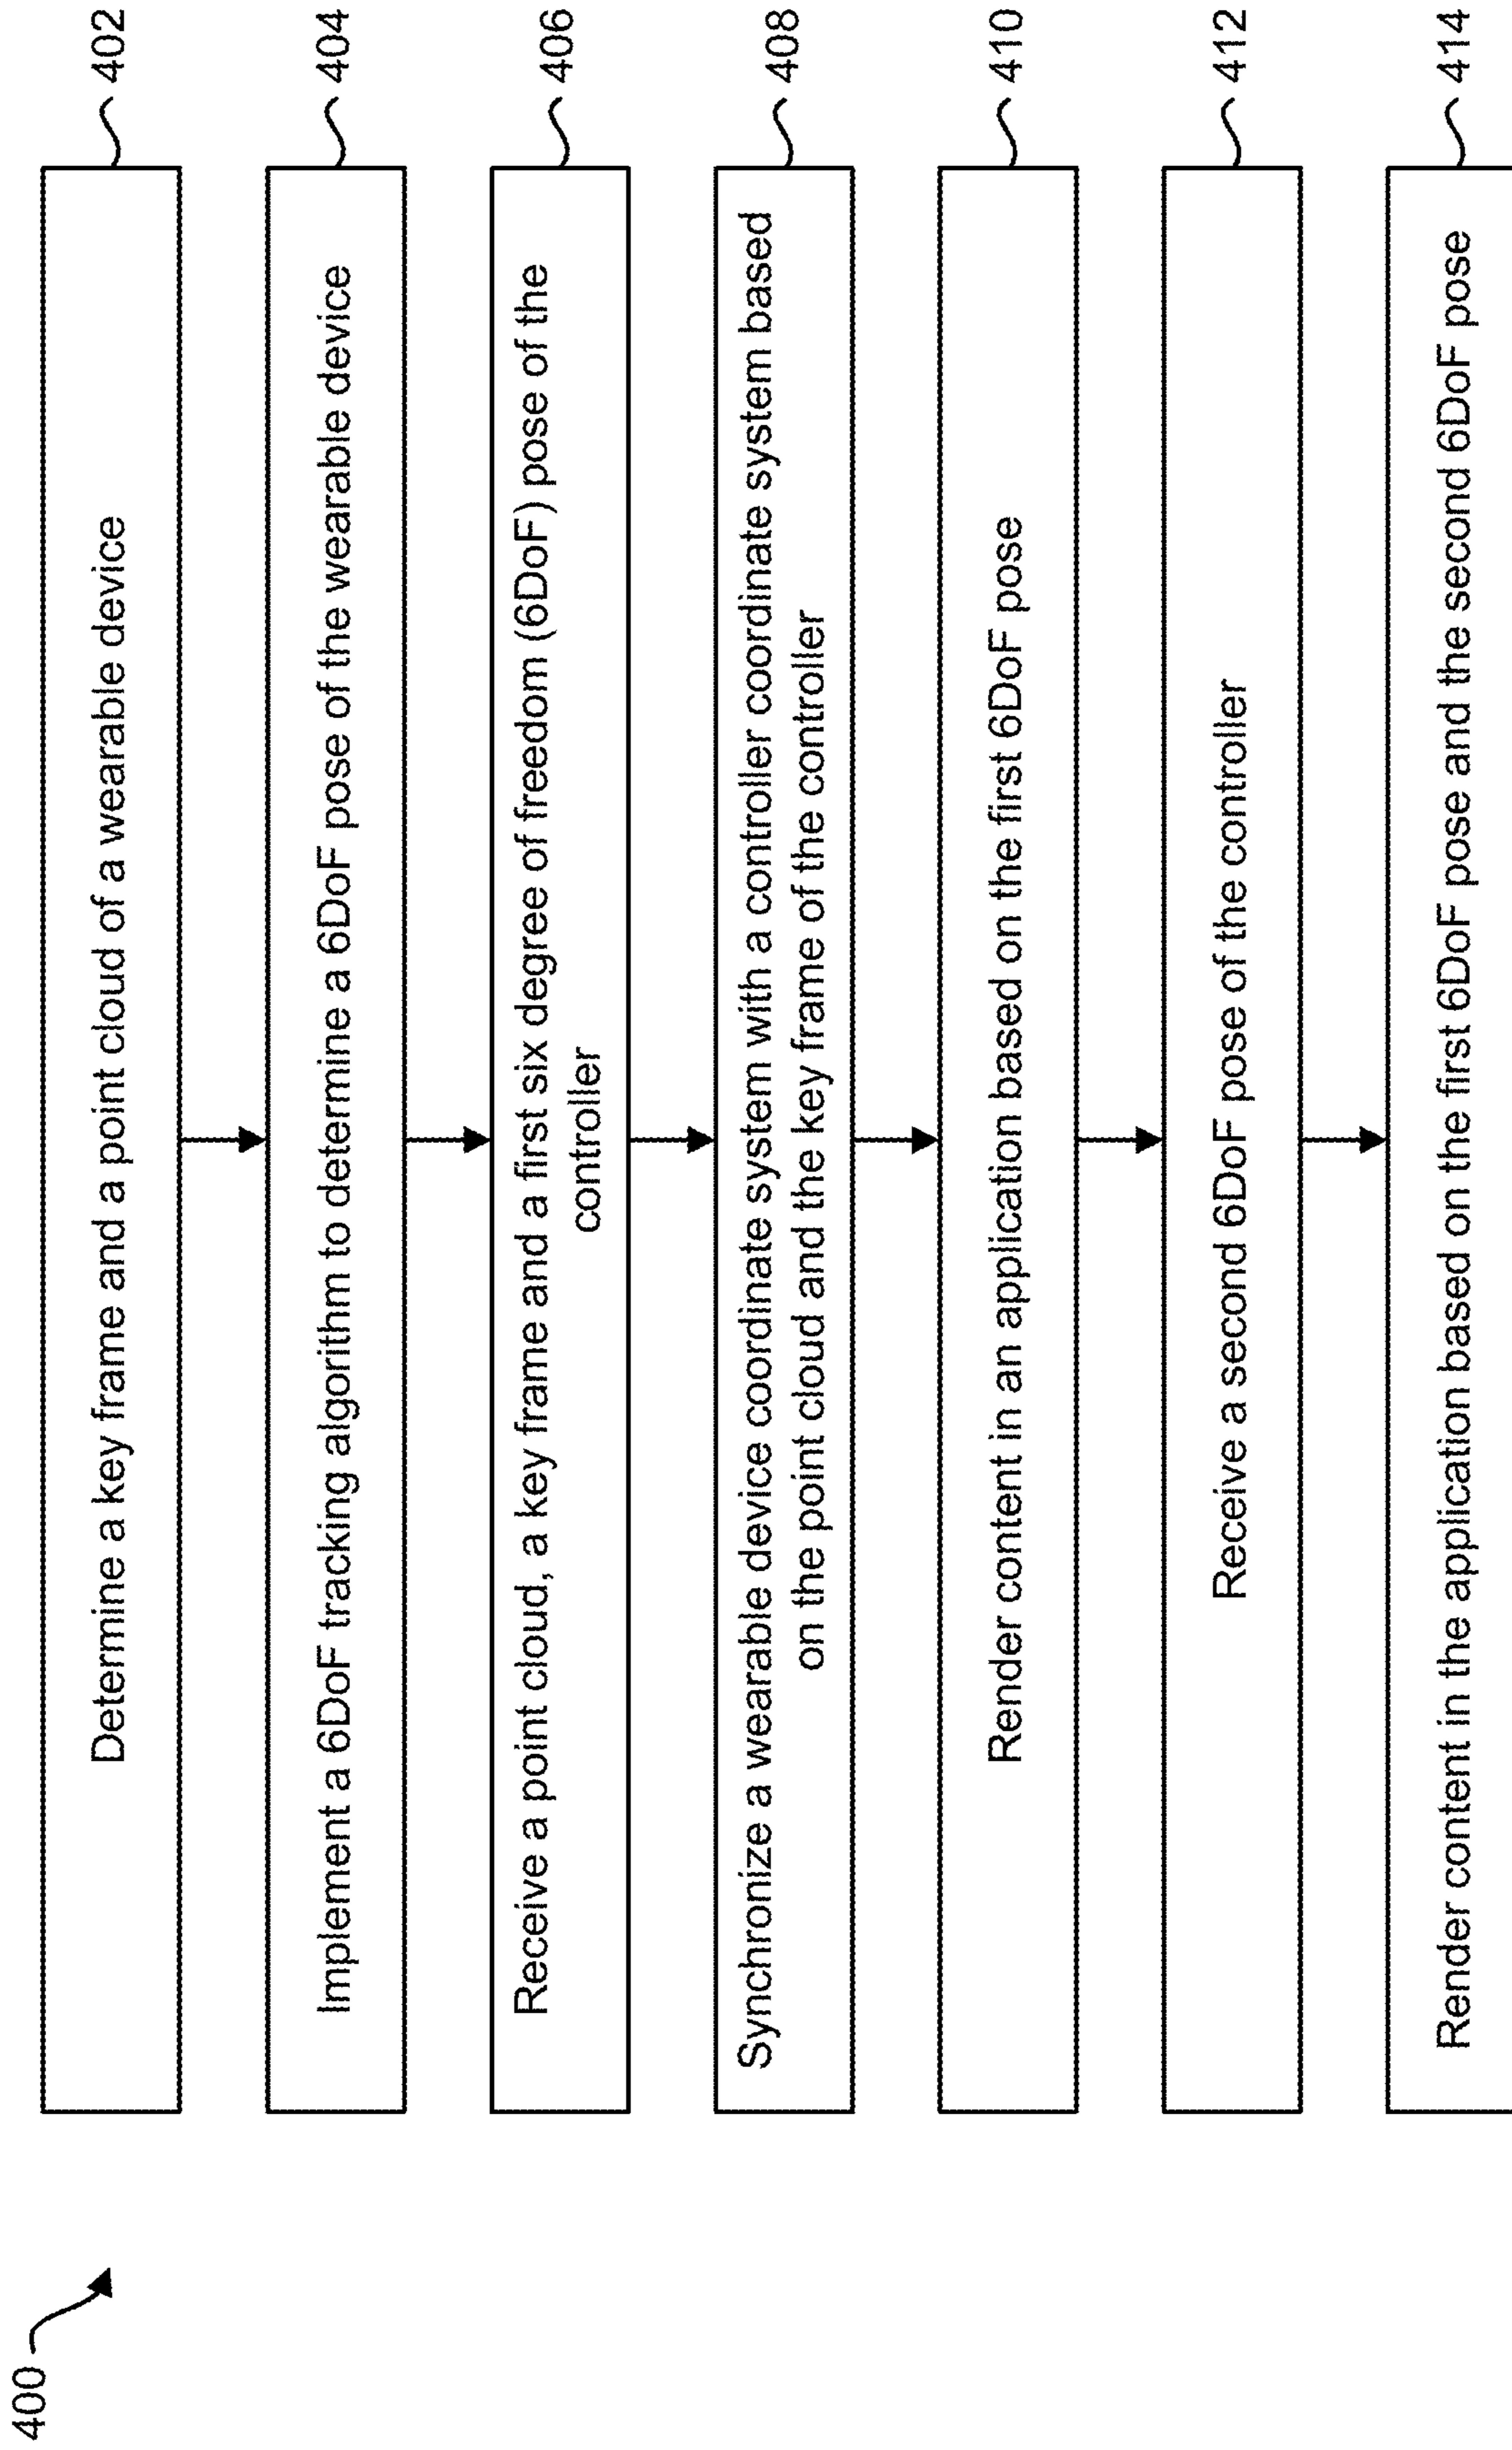 400
Determine a key frame and a point cloud of a wearable device
402
Implement a 6DoF tracking algorithm to determine a 6DoF pose of the wearable device
404
Receive a point cloud, a key frame and a first six degree of freedom (6DoF) pose of the
controller
406
Synchronize a wearable device coordinate system with a controller coordinate system based
on the point cloud and the key frame of the controller
408
Render content in an application based on the first 6DoF pose
410
Receive a second 6DoF pose of the controller
412
Render content in the application based on the first 6DoF pose and the second 6DoF pose
414